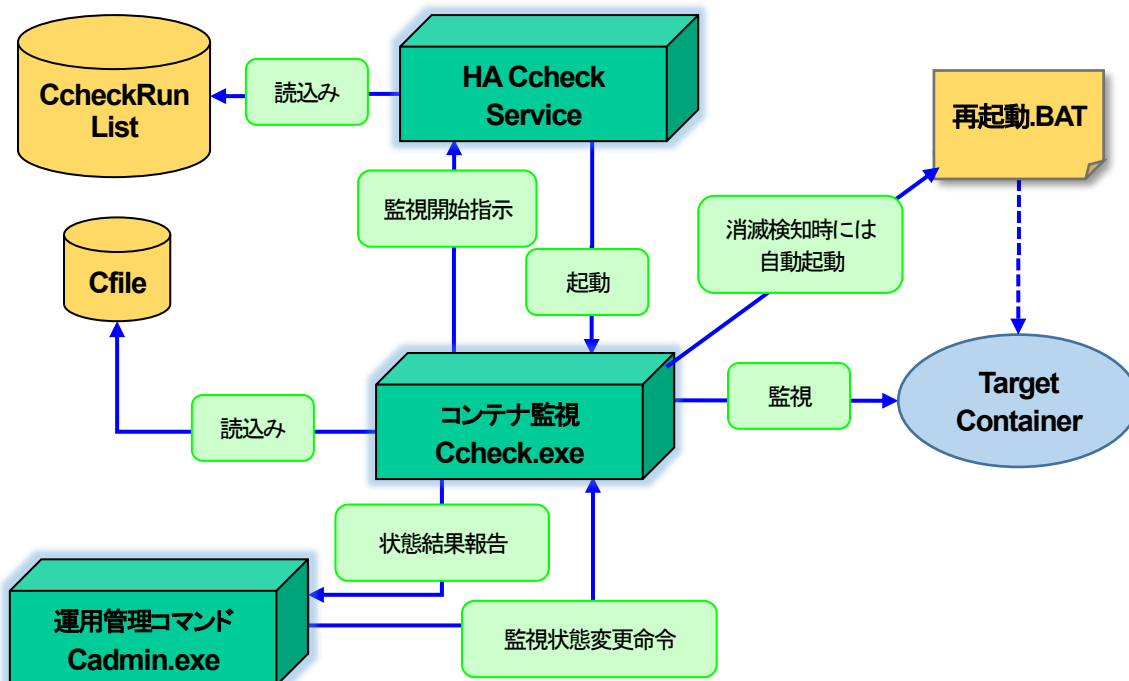 CcheckRun
List
読込み
HA Ccheck
Service
再起動.BAT
監視開始指示
消滅検知時には
自動起動
起動
Cfile
読込み
コンテナ監視
Ccheck.exe
監視
Target
Container
状態結果報告
運用管理コマンド
Cadmin.exe
監視状態変更命令